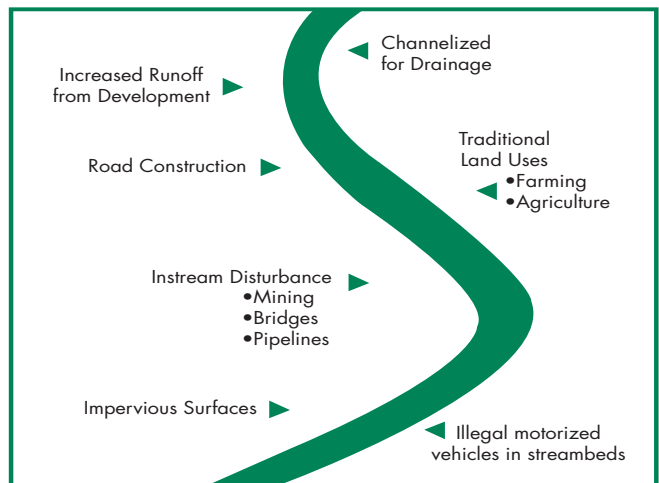 Channelized
for Drainage
Increased Runoff
from Development
Traditional
Land Uses
•Farming
•Agriculture
Road Construction
Instream Disturbance
•Mining
•Bridges
•Pipelines
Impervious Surfaces
Illegal motorized
vehicles in streambeds